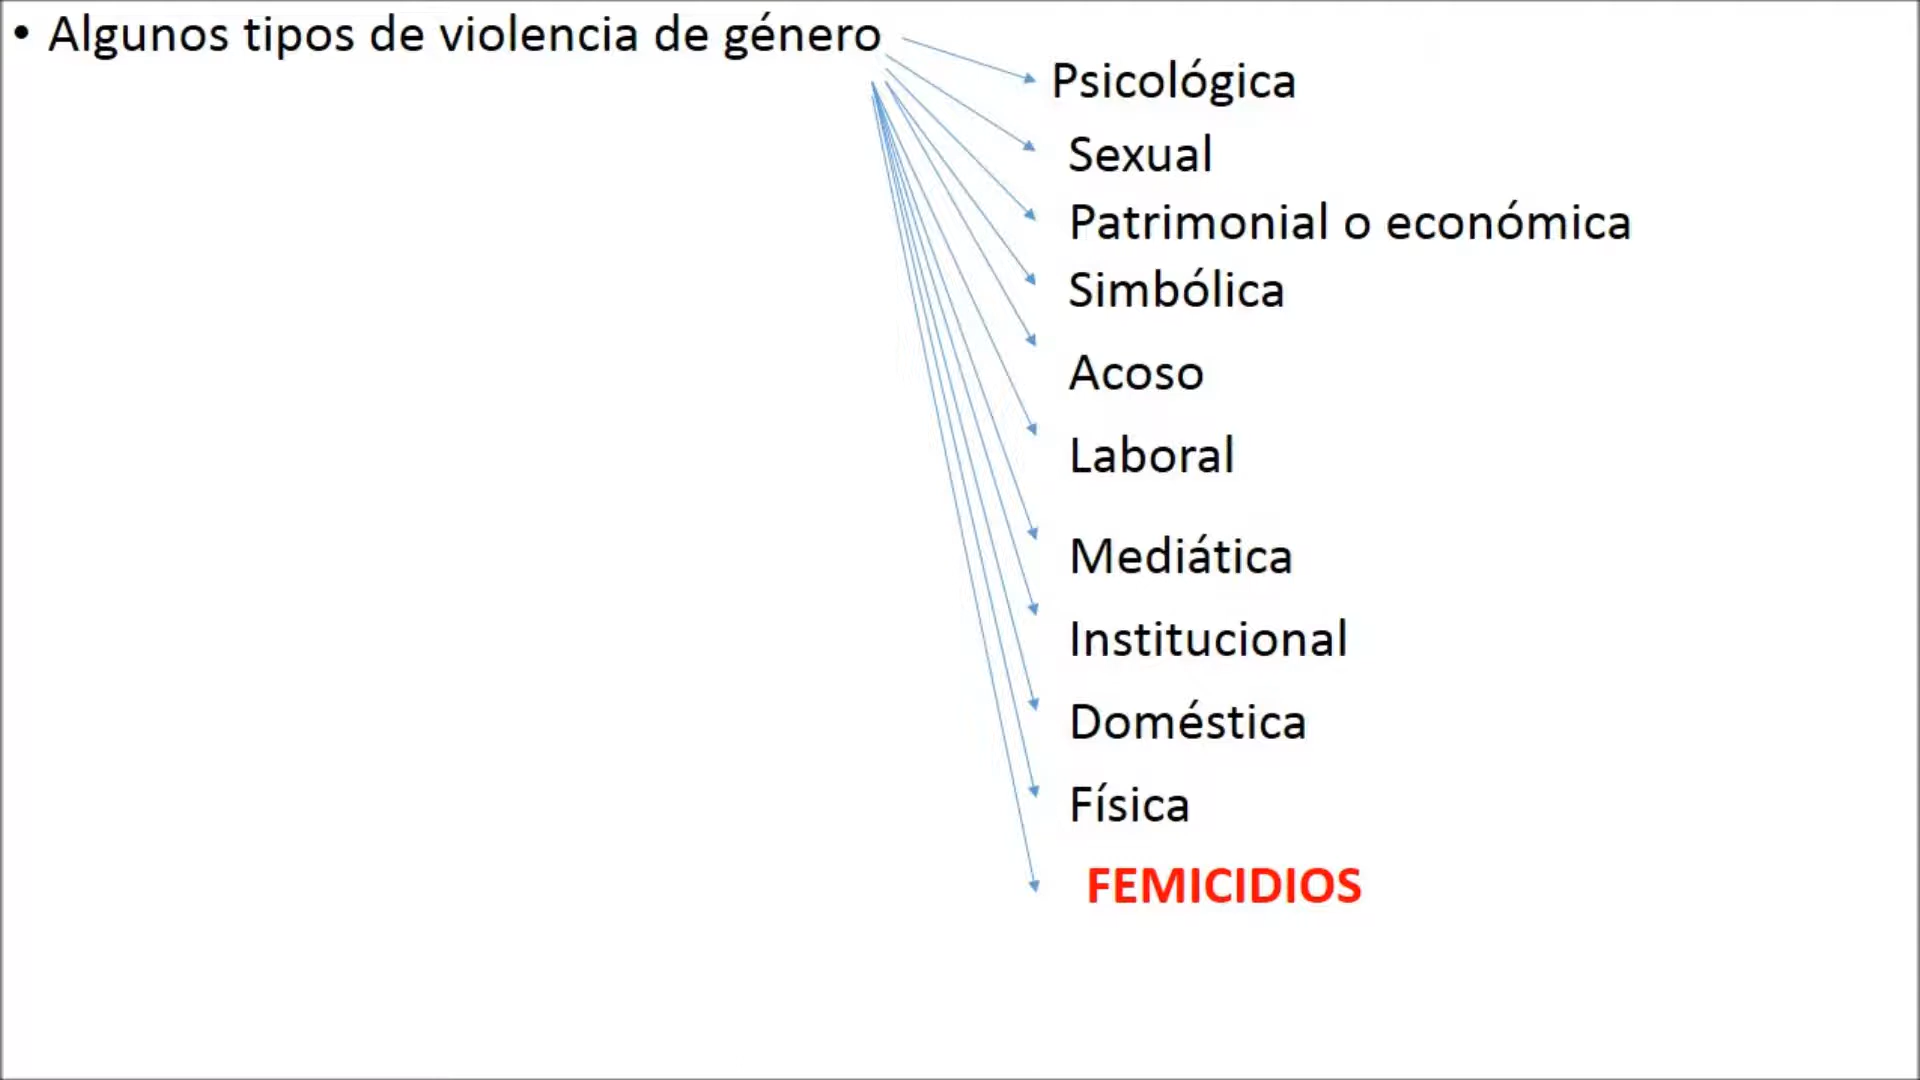 • Algunos tipos de violencia de género
Psicológica
Sexual
Patrimonial o económica
Simbólica
Acoso
Laboral
Mediática
Institucional
Doméstica
Física
FEMICIDIOS